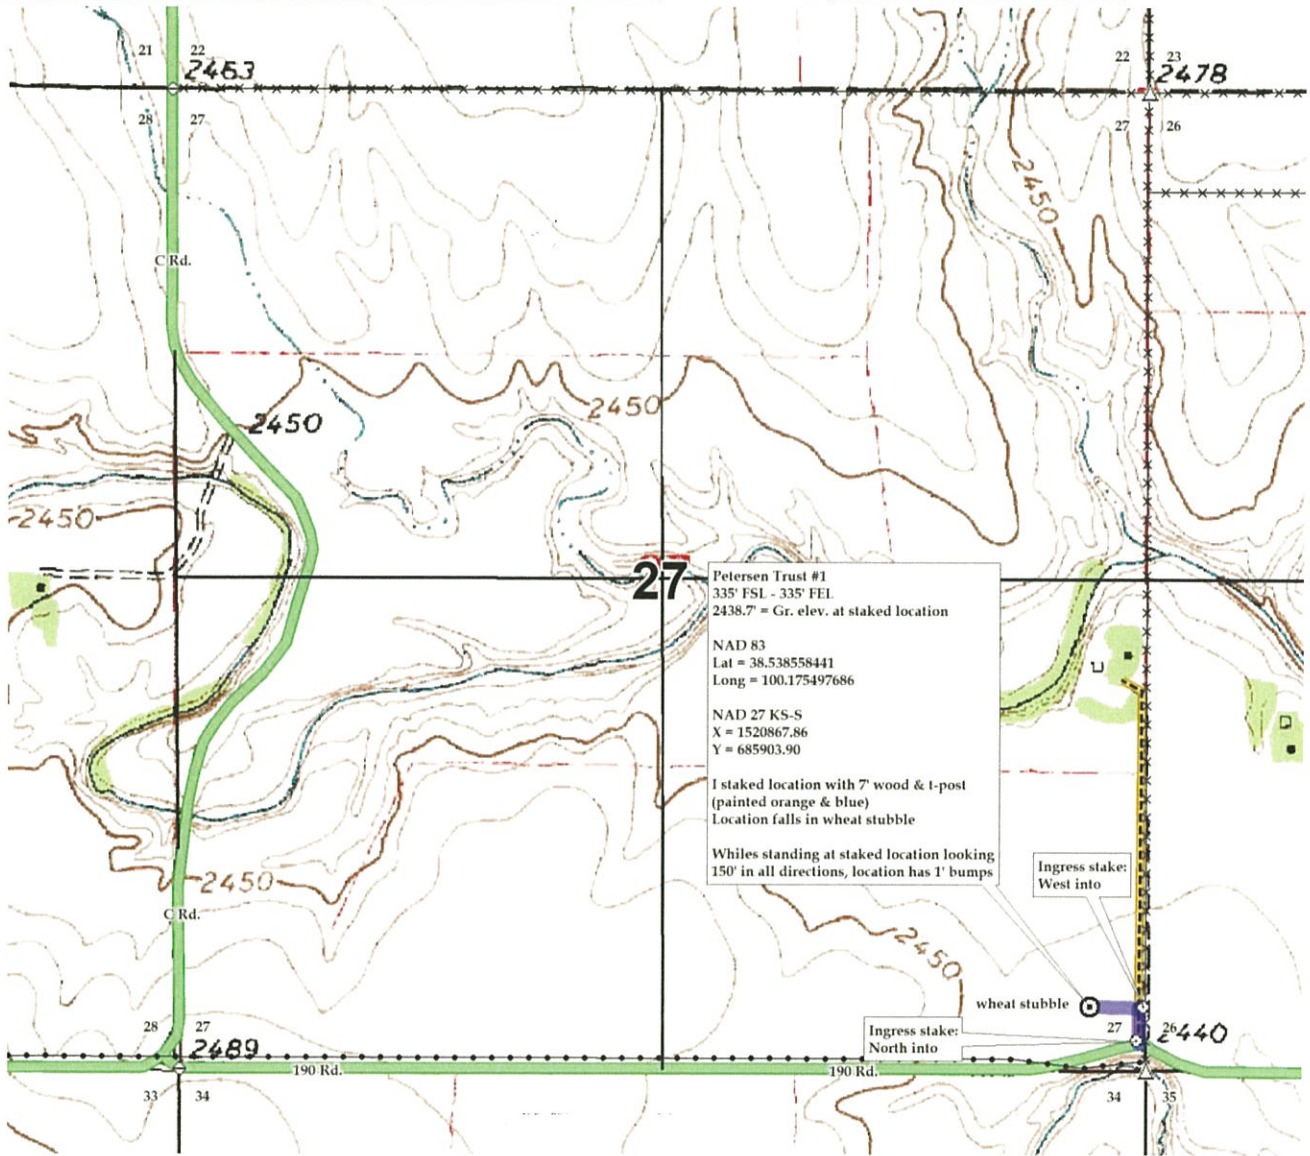 21 22
2463
22 23
2478
28 27
27 26
2450
C Rd.
2450
2450
2450
27
Petersen Trust #1
335' FSL - 335' FEL
2438.7' = Gr. elev. at staked location
NAD 83
Lat = 38.538558441
Long = 100.175497686
NAD 27 KS-S
X = 1520867.86
Y = 685903.90
I staked location with 7' wood & t-post
(painted orange & blue)
Location falls in wheat stubble
Whiles standing at staked location looking
150' in all directions, location has 1' bumps
Ingress stake:
West into
2450
C Rd.
2450
wheat stubble
28 27
2489
Ingress stake:
North into
27 26
2440
190 Rd.
190 Rd.
33 34
34 35